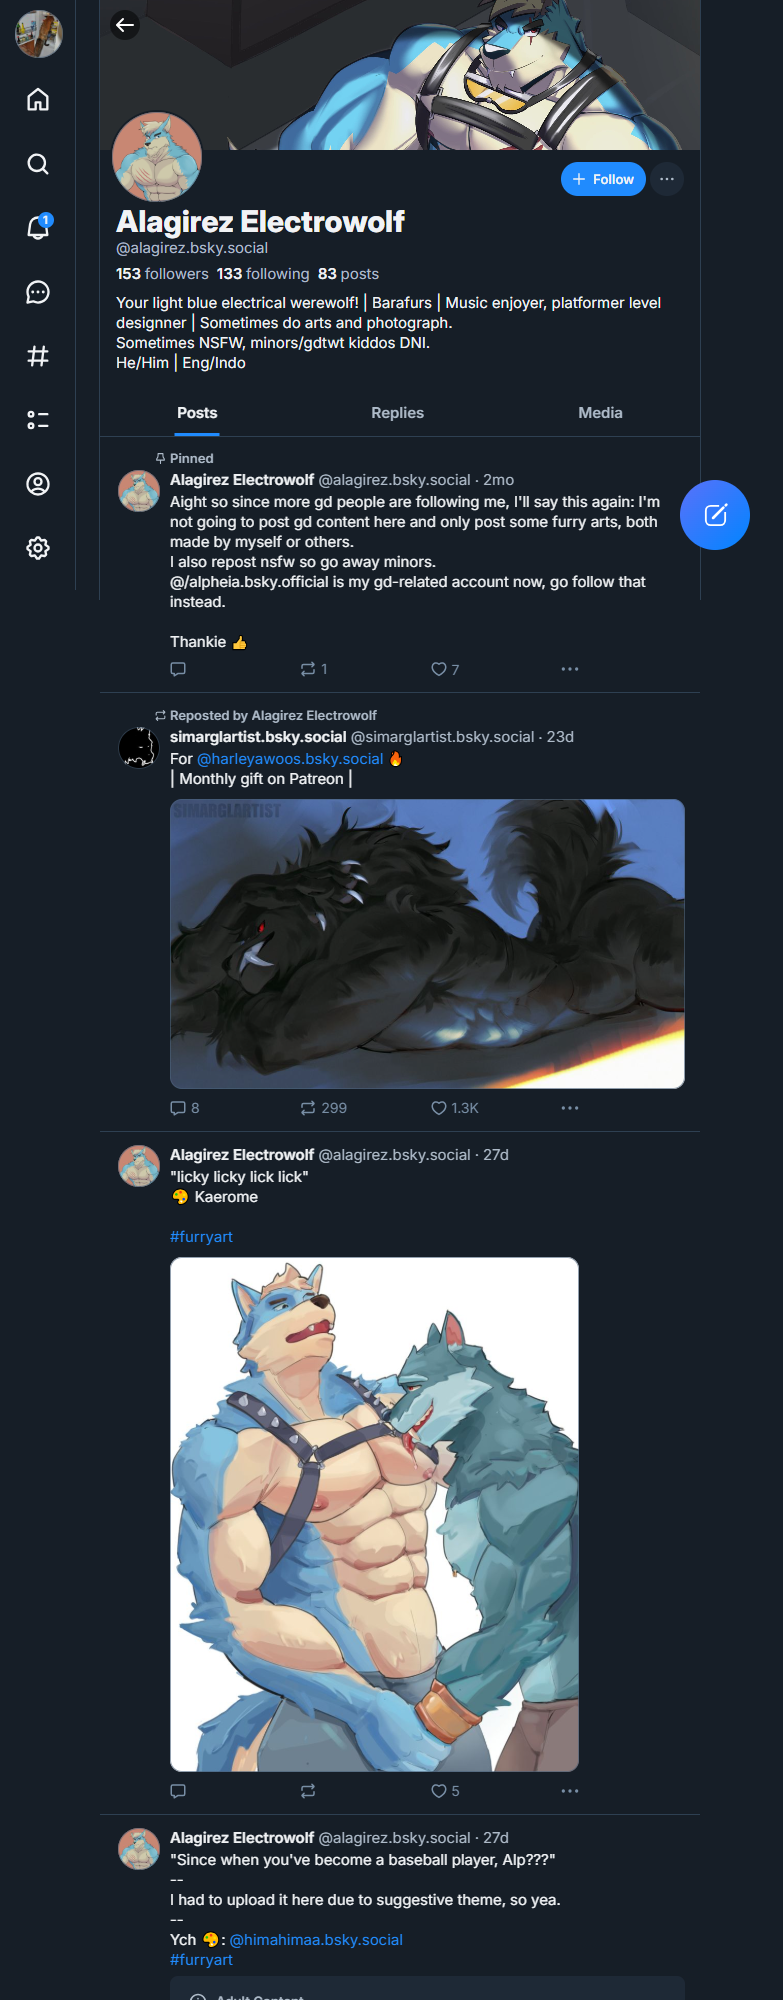 1
+ Follow
Alagirez Electrowolf
@alagirez.bsky.social
153 followers 133 following 83 posts
Your light blue electrical werewolf! | Barafurs | Music enjoyer, platformer level
designner | Sometimes do arts and photograph.
Sometimes NSFW, minors/gdtwt kiddos DNI.
He/Him | Eng/Indo
Posts Replies Media
Pinned
Alagirez Electrowolf @alagirez.bsky.social · 2mo
Aight so since more gd people are following me, I'll say this again: I'm
not going to post gd content here and only post some furry arts, both
made by myself or others.
I also repost nsfw so go away minors.
@/alpheia.bsky.official is my gd-related account now, go follow that
instead.
Thankie 👍
1 7
Reposted by Alagirez Electrowolf
simarglartist.bsky.social @simarglartist.bsky.social · 23d
For @harleyawoos.bsky.social 🔥
| Monthly gift on Patreon |
SIMARGLARTIST
8 299 1.3K
Alagirez Electrowolf @alagirez.bsky.social · 27d
"licky licky lick lick"
🎨 Kaerome
#furryart
5
Alagirez Electrowolf @alagirez.bsky.social · 27d
"Since when you've become a baseball player, Alp???"
--
I had to upload it here due to suggestive theme, so yea.
--
Ych 🎨: @himahimaa.bsky.social
#furryart
Adult Content